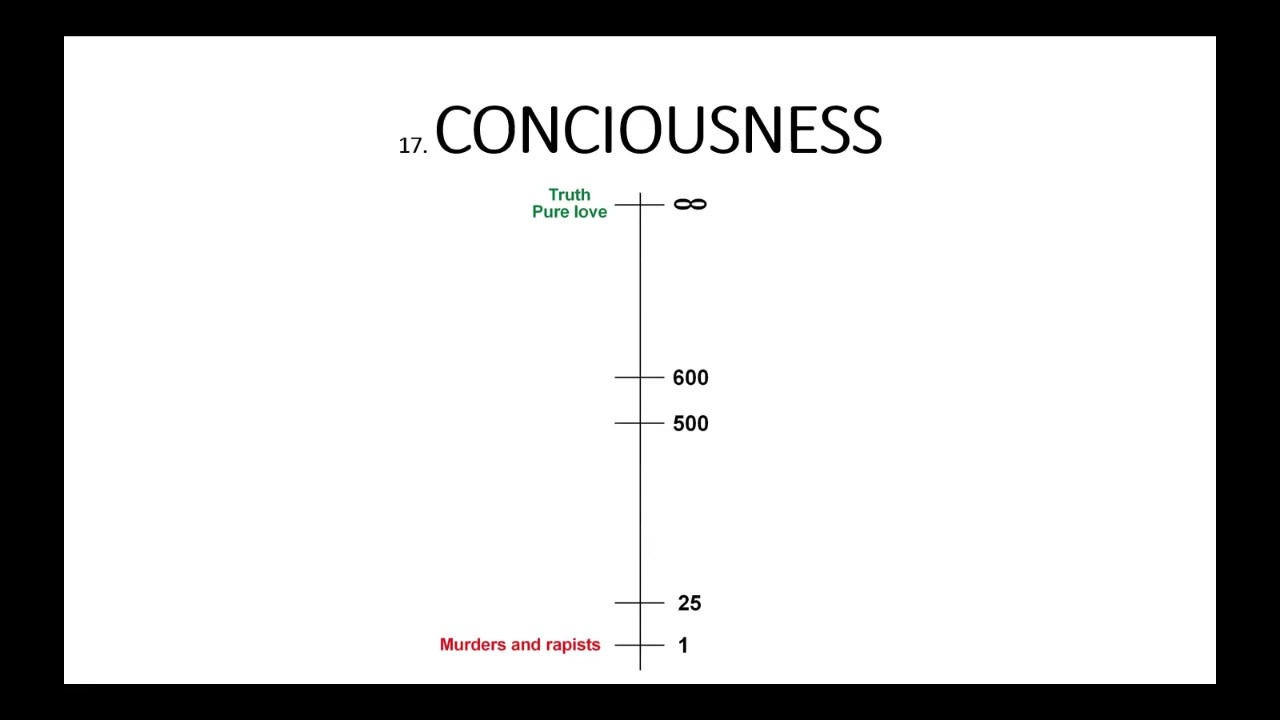 17. CONCIOUSNESS
Truth
Pure love
∞
600
500
25
Murders and rapists
1